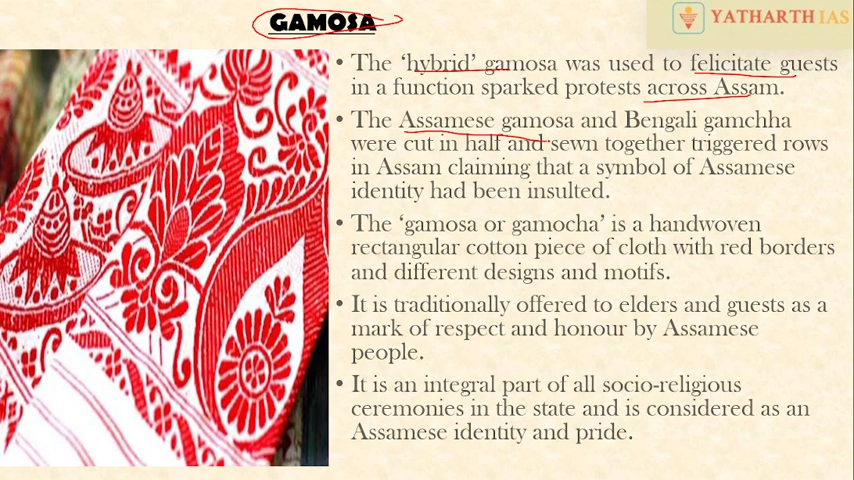 GAMOSA
YATHARTH IAS
• The ‘hybrid’ gamosa was used to felicitate guests
in a function sparked protests across Assam.
• The Assamese gamosa and Bengali gamchha
were cut in half and sewn together triggered rows
in Assam claiming that a symbol of Assamese
identity had been insulted.
• The ‘gamosa or gamocha’ is a handwoven
rectangular cotton piece of cloth with red borders
and different designs and motifs.
• It is traditionally offered to elders and guests as a
mark of respect and honour by Assamese
people.
• It is an integral part of all socio-religious
ceremonies in the state and is considered as an
Assamese identity and pride.